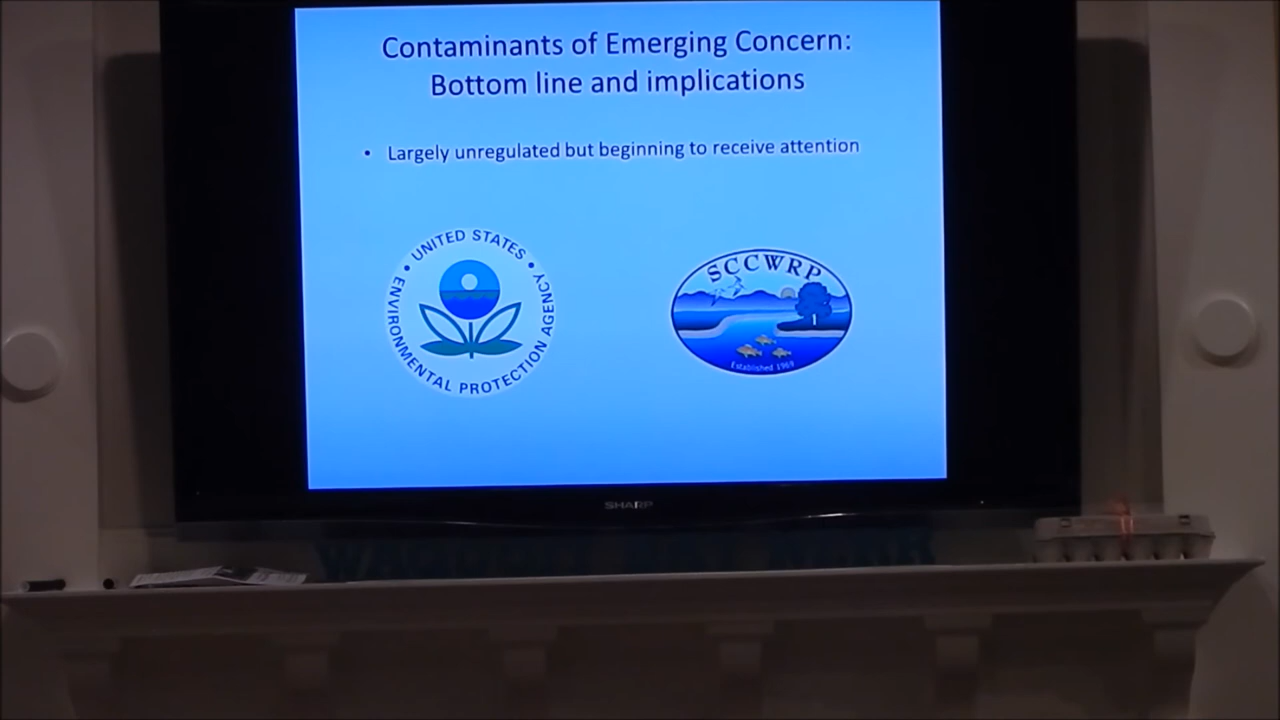 Contaminants of Emerging Concern:
Bottom line and implications
• Largely unregulated but beginning to receive attention
UNITED STATES • ENVIRONMENTAL PROTECTION AGENCY •
SCCWRP
Established 1969
SHARP